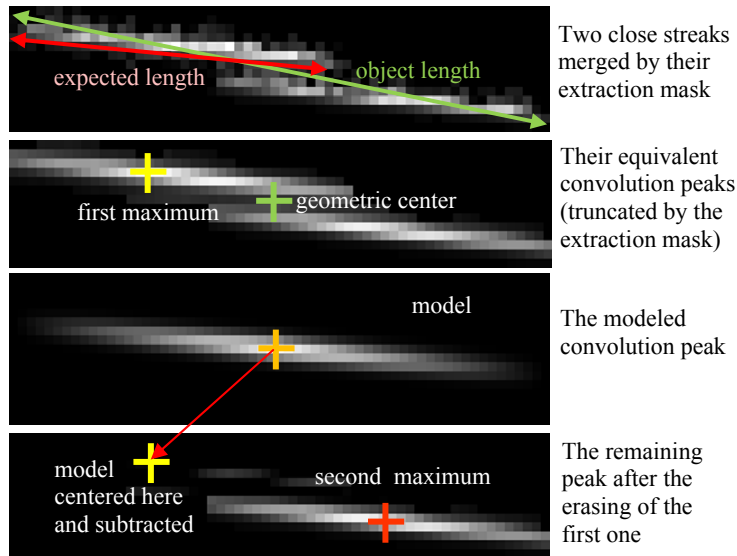 expected length
object length
Two close streaks
merged by their
extraction mask
first maximum
geometric center
Their equivalent
convolution peaks
(truncated by the
extraction mask)
model
The modeled
convolution peak
model
centered here
and subtracted
second maximum
The remaining
peak after the
erasing of the
first one